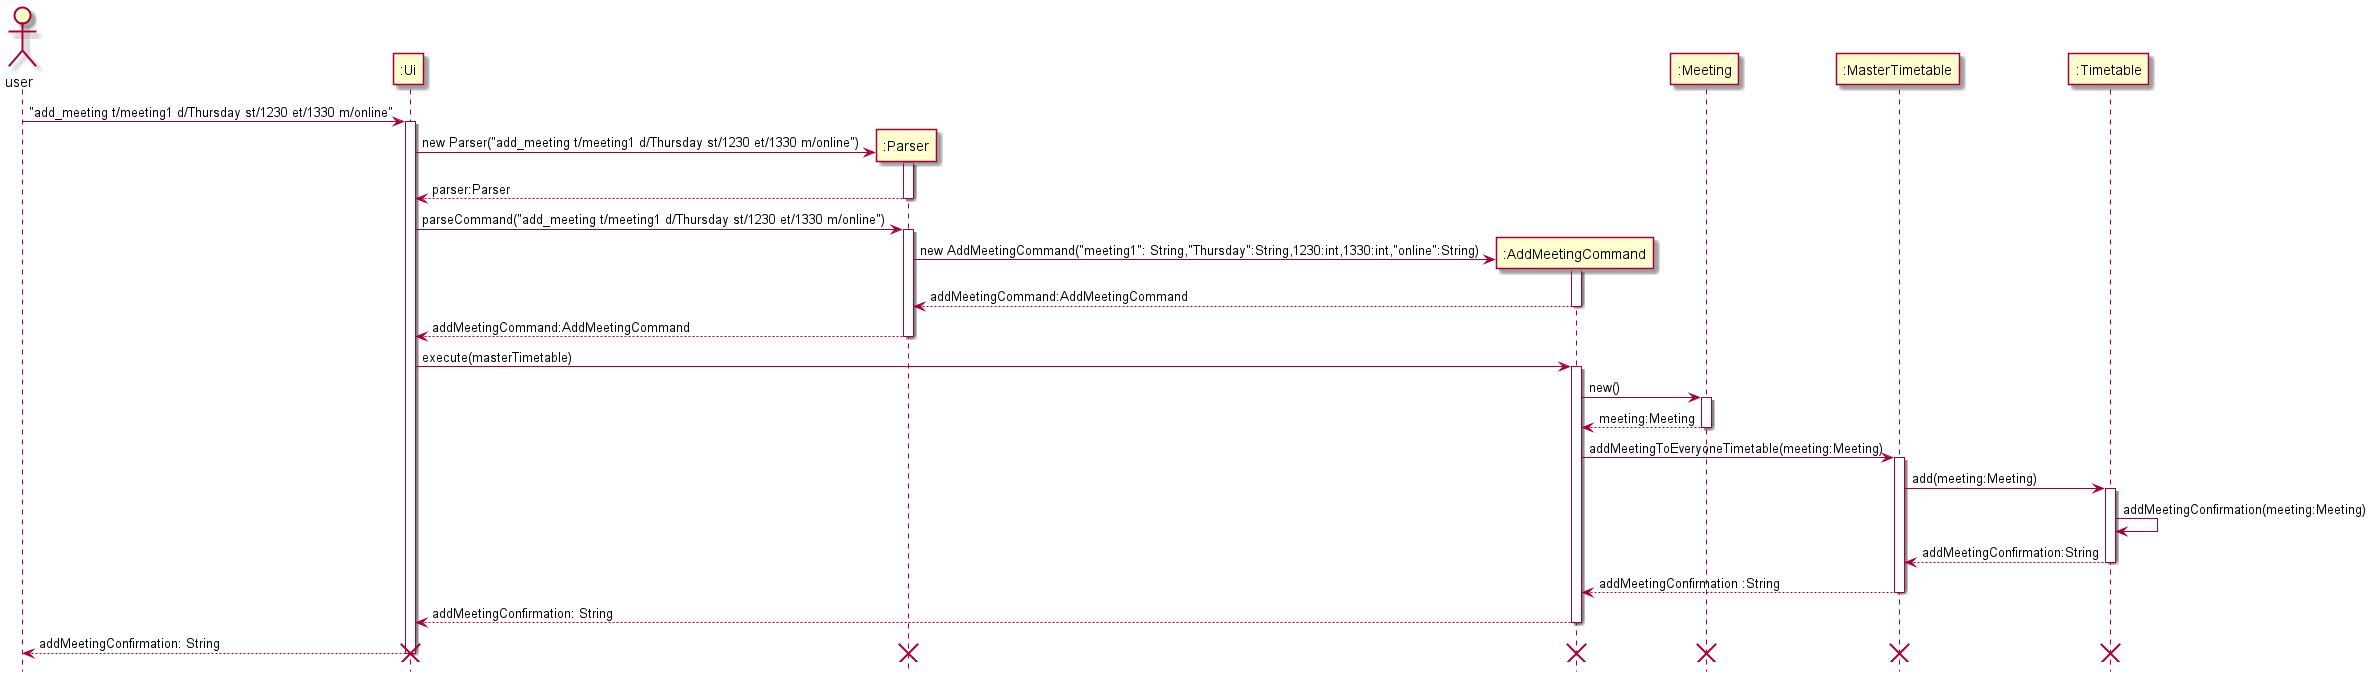 user
:Ui
:Meeting
:MasterTimetable
:Timetable
"add_meeting t/meeting1 d/Thursday st/1230 et/1330 m/online"
new Parser("add_meeting t/meeting1 d/Thursday st/1230 et/1330 m/online")
:Parser
parser:Parser
parseCommand("add_meeting t/meeting1 d/Thursday st/1230 et/1330 m/online")
new AddMeetingCommand("meeting1": String,"Thursday":String,1230:int,1330:int,"online":String)
:AddMeetingCommand
addMeetingCommand:AddMeetingCommand
addMeetingCommand:AddMeetingCommand
execute(masterTimetable)
new()
meeting:Meeting
addMeetingToEveryoneTimetable(meeting:Meeting)
add(meeting:Meeting)
addMeetingConfirmation(meeting:Meeting)
addMeetingConfirmation:String
addMeetingConfirmation :String
addMeetingConfirmation: String
addMeetingConfirmation: String